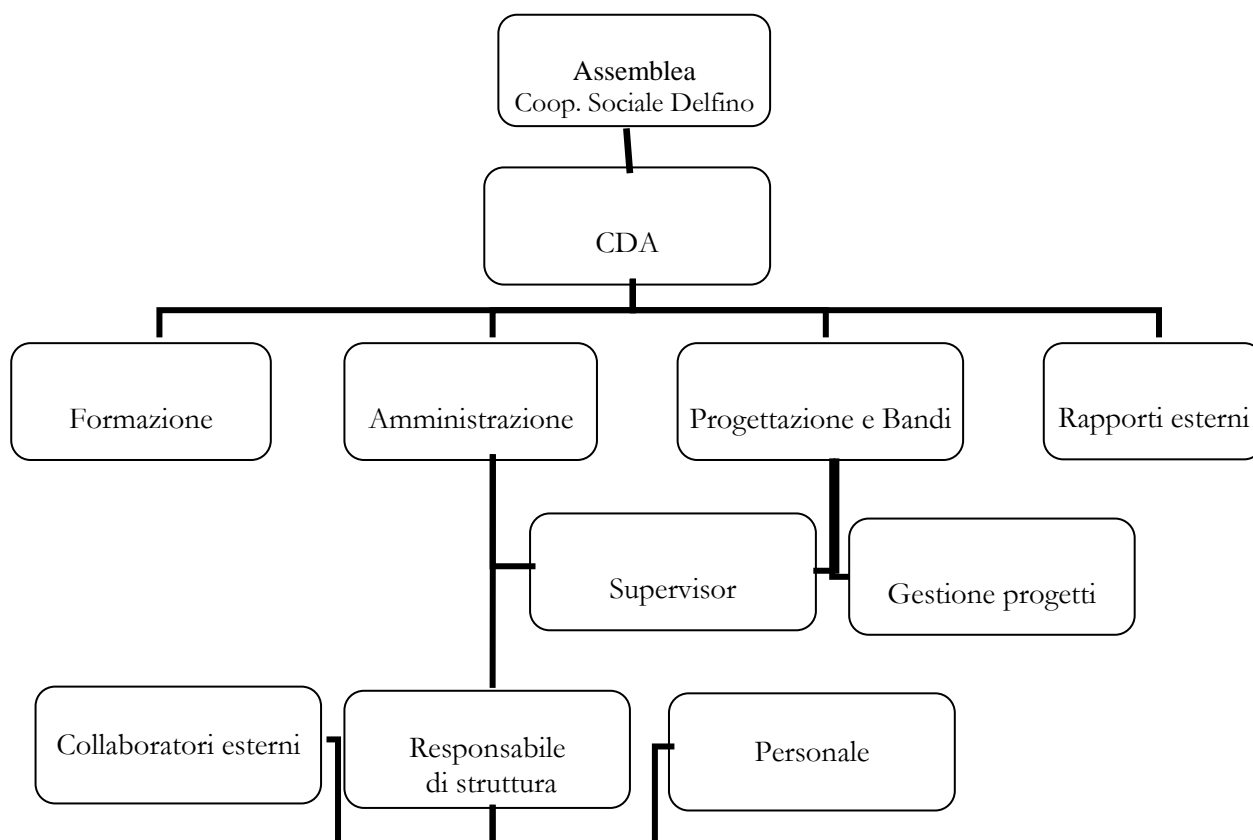 Assemblea
Coop. Sociale Delfino
CDA
Formazione
Amministrazione
Progettazione e Bandi
Rapporti esterni
Supervisor
Gestione progetti
Collaboratori esterni
Responsabile
di struttura
Personale